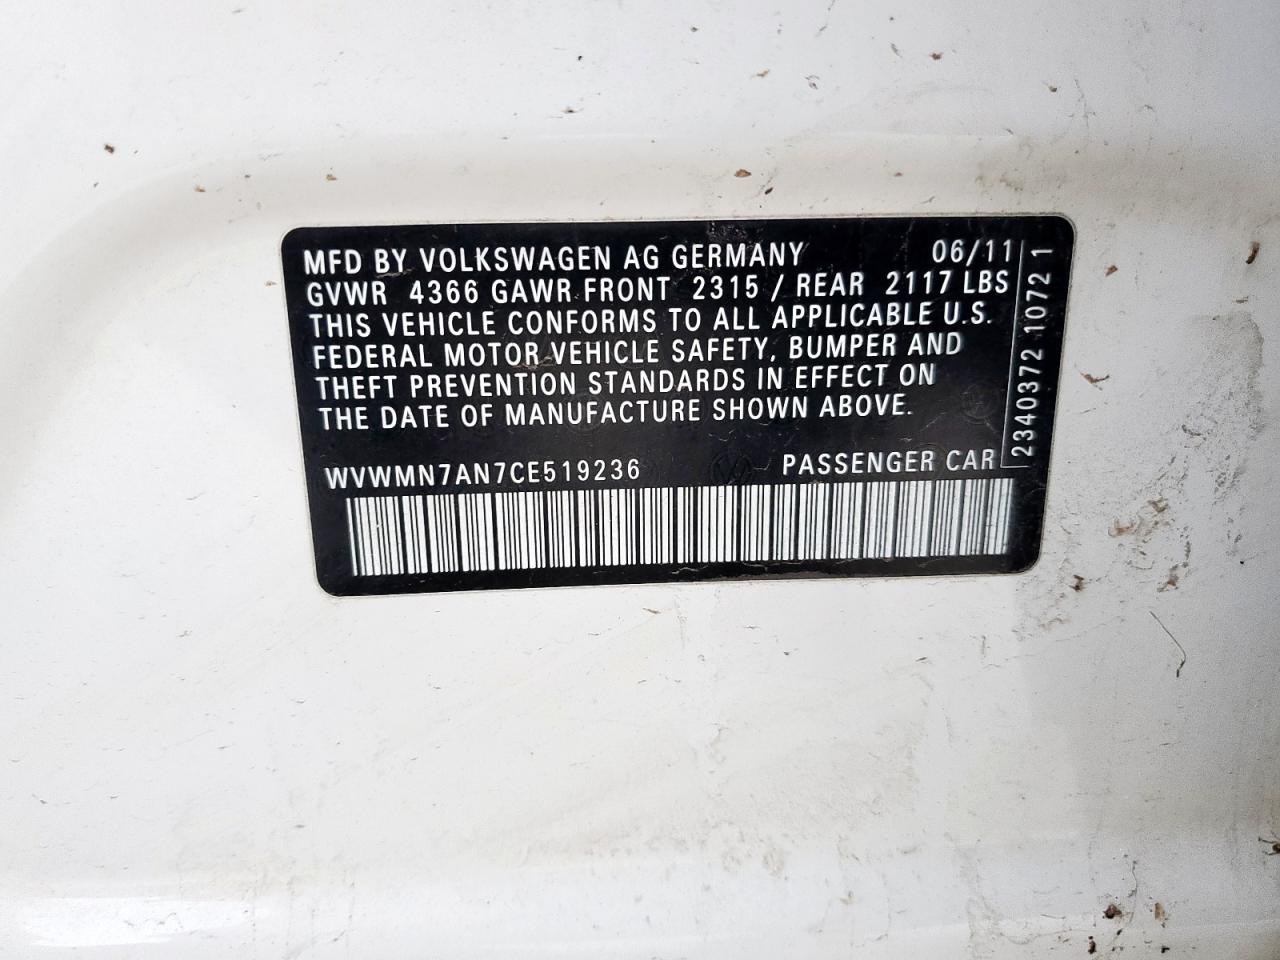 MFD BY VOLKSWAGEN AG GERMANY 06/11
GVWR 4366 GAWR FRONT 2315 / REAR 2117 LBS
THIS VEHICLE CONFORMS TO ALL APPLICABLE U.S.
FEDERAL MOTOR VEHICLE SAFETY, BUMPER AND
THEFT PREVENTION STANDARDS IN EFFECT ON
THE DATE OF MANUFACTURE SHOWN ABOVE.
WVWMN7AN7CE519236 PASSENGER CAR
2340372 1072 1